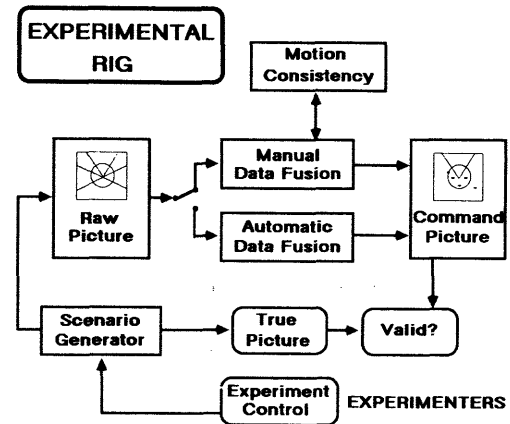 EXPERIMENTAL
RIG
Motion
Consistency
Manual
Data Fusion
Raw
Picture
Automatic
Data Fusion
Command
Picture
Scenario
Generator
True
Picture
Valid?
Experiment
Control
EXPERIMENTERS